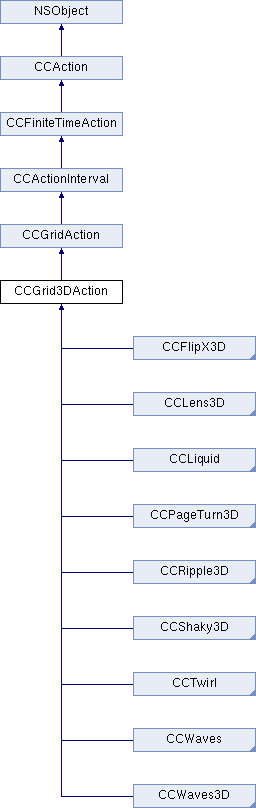 NSObject
CCAction
CCFiniteTimeAction
CCActionInterval
CCGridAction
CCGrid3DAction
CCFlipX3D
CCLens3D
CCLiquid
CCPageTurn3D
CCRipple3D
CCShaky3D
CCTwirl
CCWaves
CCWaves3D